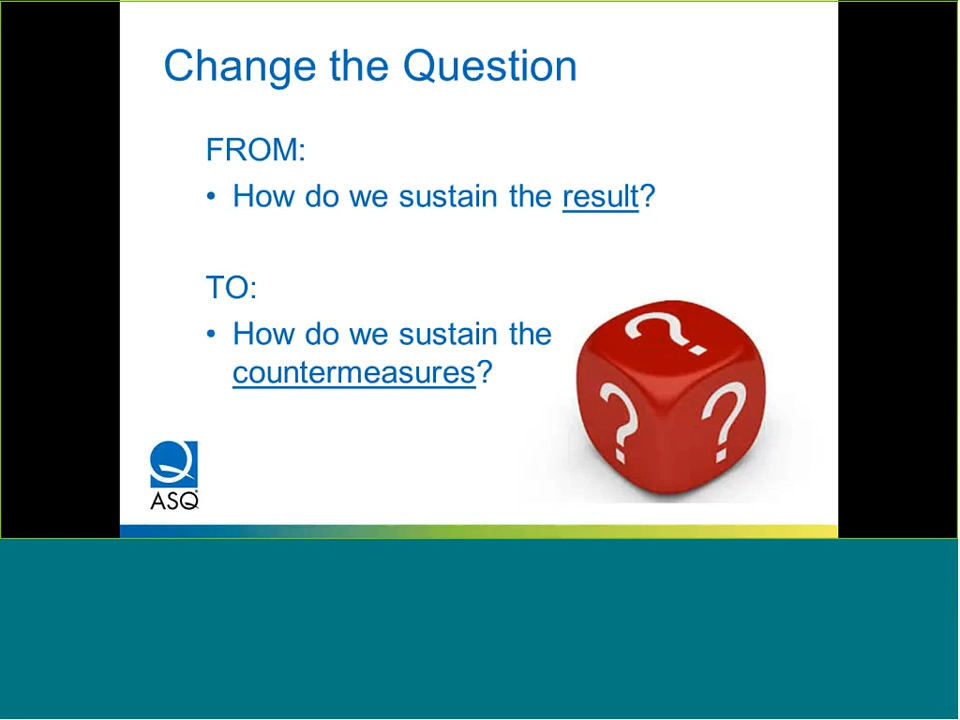 Change the Question
FROM:
• How do we sustain the result?
TO:
• How do we sustain the
countermeasures?
? ? ?
ASQ